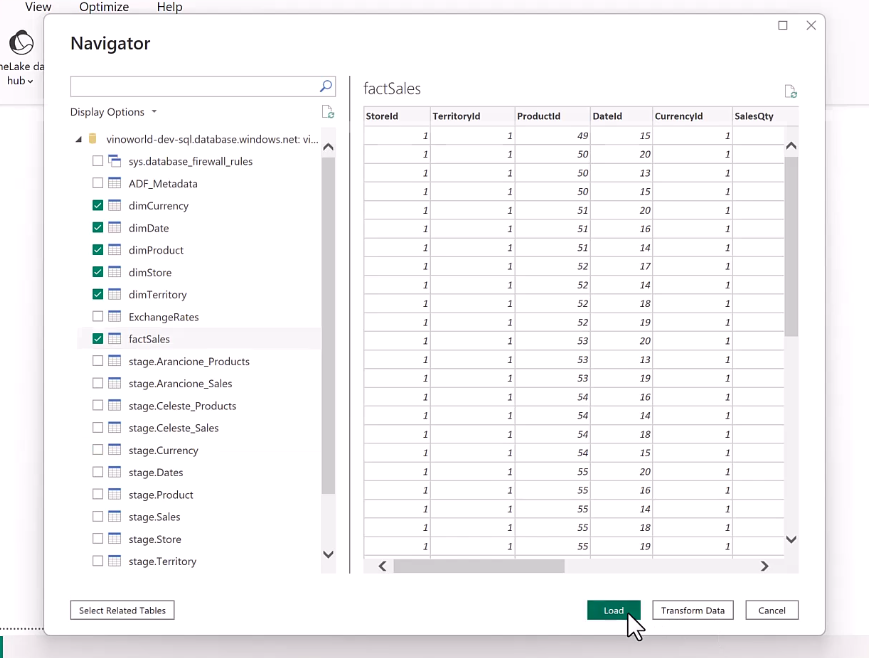 View Optimize Help
Navigator
hub
Display Options
factSales
StoreId TerritoryId ProductId DateId CurrencyId SalesQty
vinoworld-dev-sql.database.windows.net: vi...
sys.database_firewall_rules
ADF_Metadata
dimCurrency
dimDate
dimProduct
dimStore
dimTerritory
ExchangeRates
factSales
stage.Arancione_Products
stage.Arancione_Sales
stage.Celeste_Products
stage.Celeste_Sales
stage.Currency
stage.Dates
stage.Product
stage.Sales
stage.Store
stage.Territory
1 1 49 15 1
1 1 50 20 1
1 1 50 13 1
1 1 50 15 1
1 1 51 20 1
1 1 51 16 1
1 1 51 14 1
1 1 52 17 1
1 1 52 14 1
1 1 52 18 1
1 1 52 19 1
1 1 53 20 1
1 1 53 13 1
1 1 53 19 1
1 1 54 16 1
1 1 54 14 1
1 1 54 18 1
1 1 54 15 1
1 1 55 20 1
1 1 55 16 1
1 1 55 14 1
1 1 55 18 1
1 1 55 19 1
Select Related Tables
Load Transform Data Cancel